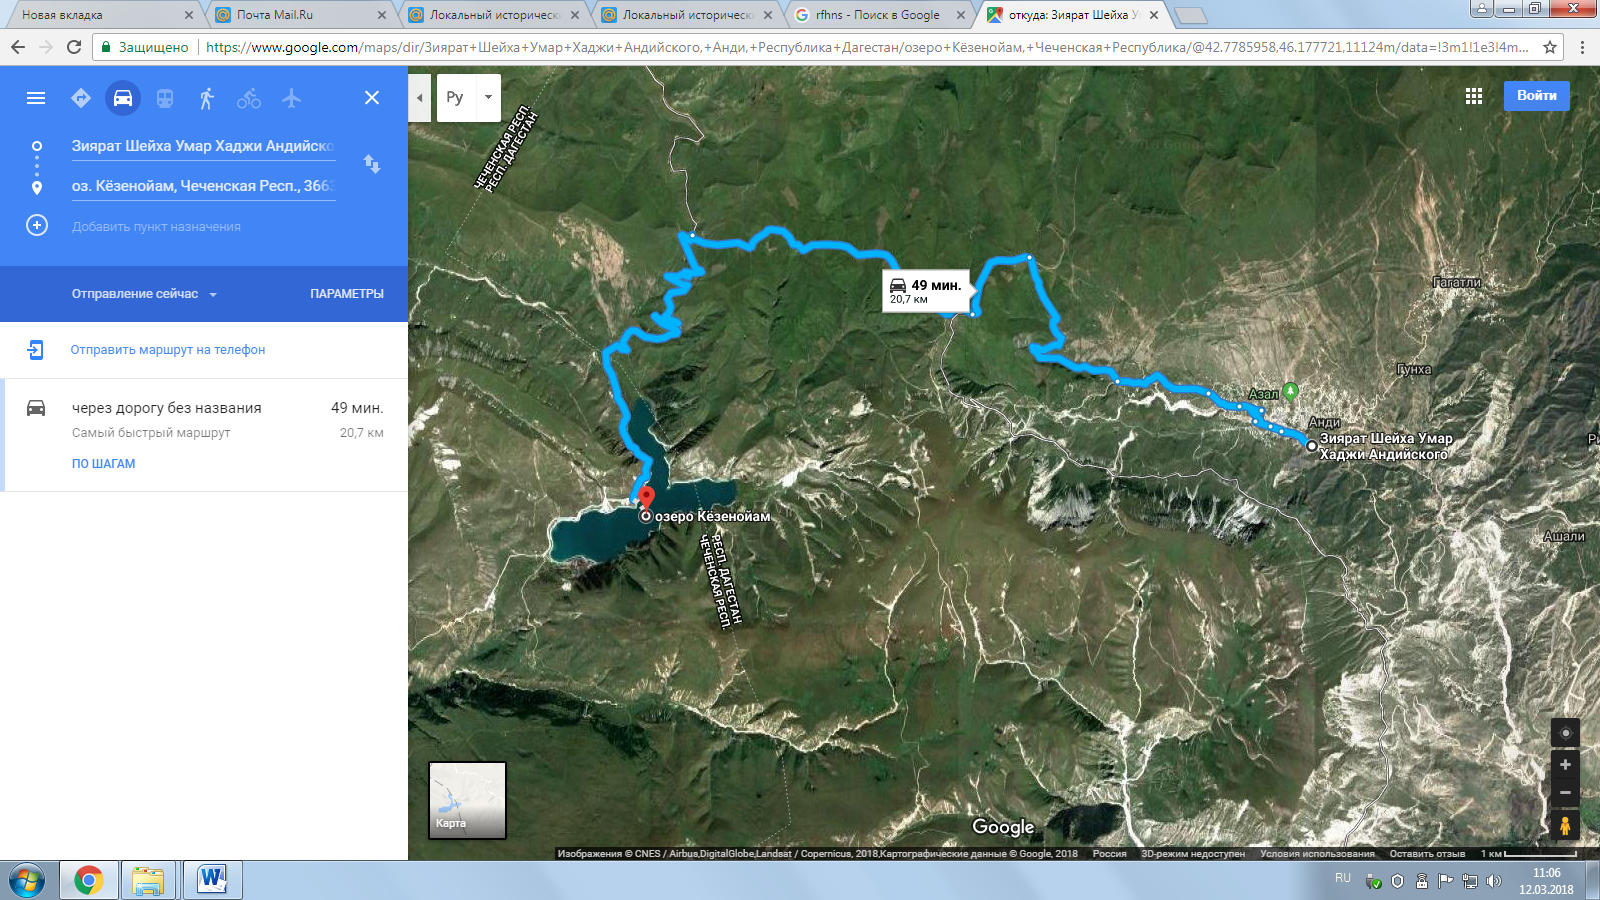 Новая вкладка
Почта Mail.Ru
Локальный исторически
Локальный исторически
rfhns - Поиск в Google
откуда: Зиярат Шейха У
Защищено
https://www.google.com/maps/dir/Зиярат+Шейха+Умар+Хаджи+Андийского,+Анди,+Республика+Дагестан/озеро+Кёзенойам,+Чеченская+Республика/@42.7785958,46.177721,11124m/data=!3m1!1e3!4m...
Зиярат Шейха Умар Хаджи Андийско
оз. Кёзенойам, Чеченская Респ., 3663
Добавить пункт назначения
Отправление сейчас
ПАРАМЕТРЫ
Отправить маршрут на телефон
через дорогу без названия
49 мин.
Самый быстрый маршрут
20,7 км
ПО ШАГАМ
Ру
Войти
ЧЕЧЕНСКАЯ РЕСП.
РЕСП. ДАГЕСТАН
49 мин.
20,7 км
Гагатли
Гунха
Азал
Анди
Зиярат Шейха Умар
Хаджи Андийского
Ашали
озеро Кёзенойам
РЕСП. ДАГЕСТАН
ЧЕЧЕНСКАЯ РЕСП.
Карта
Google
Изображения © CNES / Airbus,DigitalGlobe,Landsat / Copernicus, 2018,Картографические данные © Google, 2018
Россия
3D-режим недоступен
Условия использования
Оставить отзыв
1 км
RU
11:06
12.03.2018